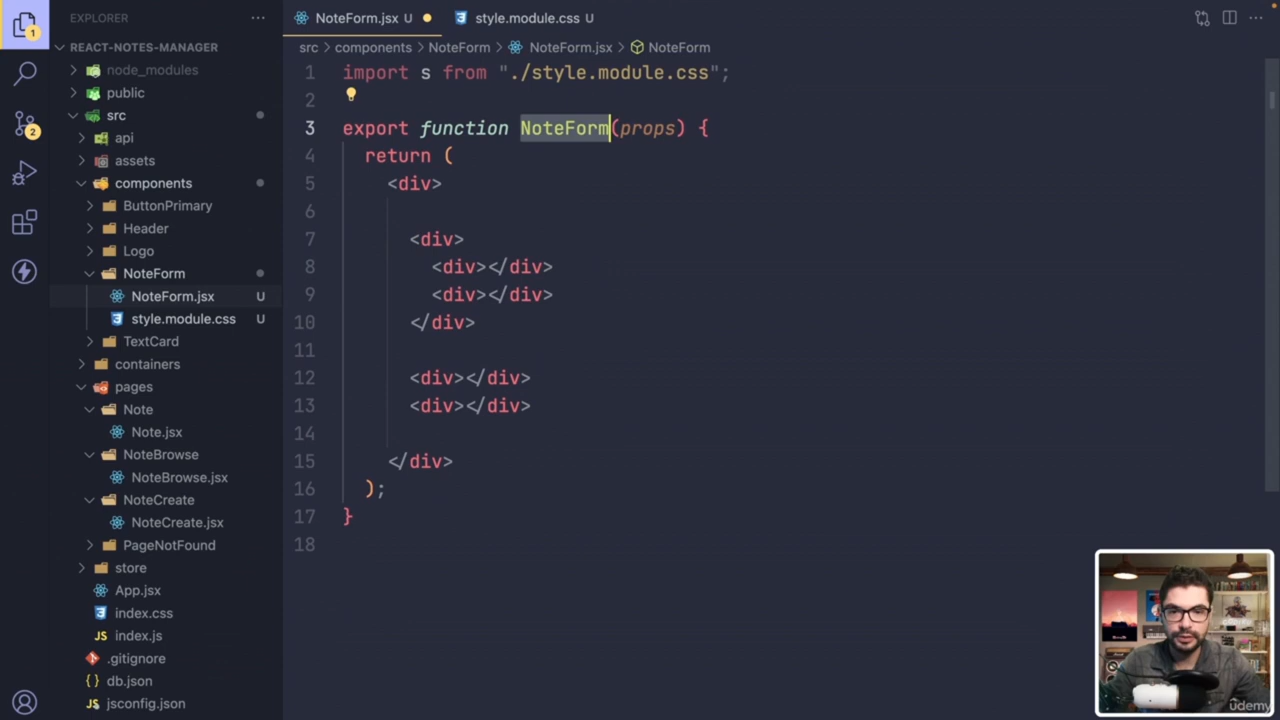 EXPLORER
REACT-NOTES-MANAGER
node_modules
public
src
api
assets
components
ButtonPrimary
Header
Logo
NoteForm
NoteForm.jsx U
style.module.css U
TextCard
containers
pages
Note
Note.jsx
NoteBrowse
NoteBrowse.jsx
NoteCreate
NoteCreate.jsx
PageNotFound
store
App.jsx
index.css
JS index.js
.gitignore
{ } db.json
JS jsconfig.json
1
2
NoteForm.jsx U
style.module.css U
src > components > NoteForm > NoteForm.jsx > NoteForm
1 import s from "./style.module.css";
2
3 export function NoteForm(props) {
4 return (
5 <div>
6
7 <div>
8 <div></div>
9 <div></div>
10 </div>
11
12 <div></div>
13 <div></div>
14
15 </div>
16 );
17 }
18
udemy